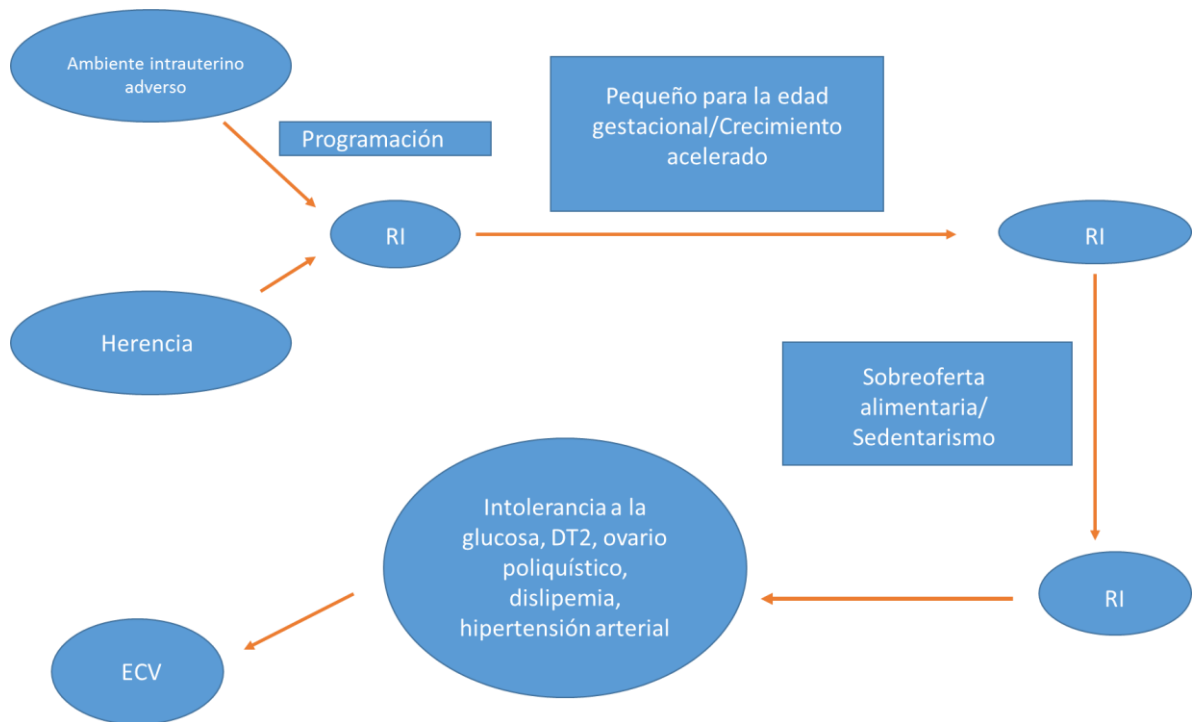 Ambiente intrauterino
adverso
Programación
Pequeño para la edad
gestacional/Crecimiento
acelerado
RI
RI
Herencia
Sobreoferta
alimentaria/
Sedentarismo
Intolerancia a la
glucosa, DT2, ovario
poliquístico,
dislipemia,
hipertensión arterial
RI
ECV